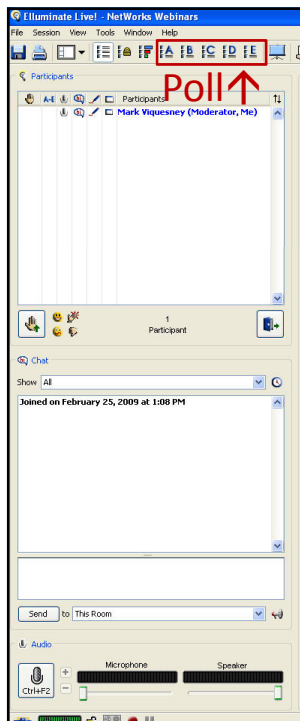 Elluminate Live! - NetWorks Webinars
File Session View Tools Window Help
A B C D E
Poll
Participants
A-E Participants
Mark Viquesney (Moderator, Me)
1
Participant
Chat
Show All
Joined on February 25, 2009 at 1:08 PM
Send to This Room
Audio
Microphone Speaker
Ctrl+F2